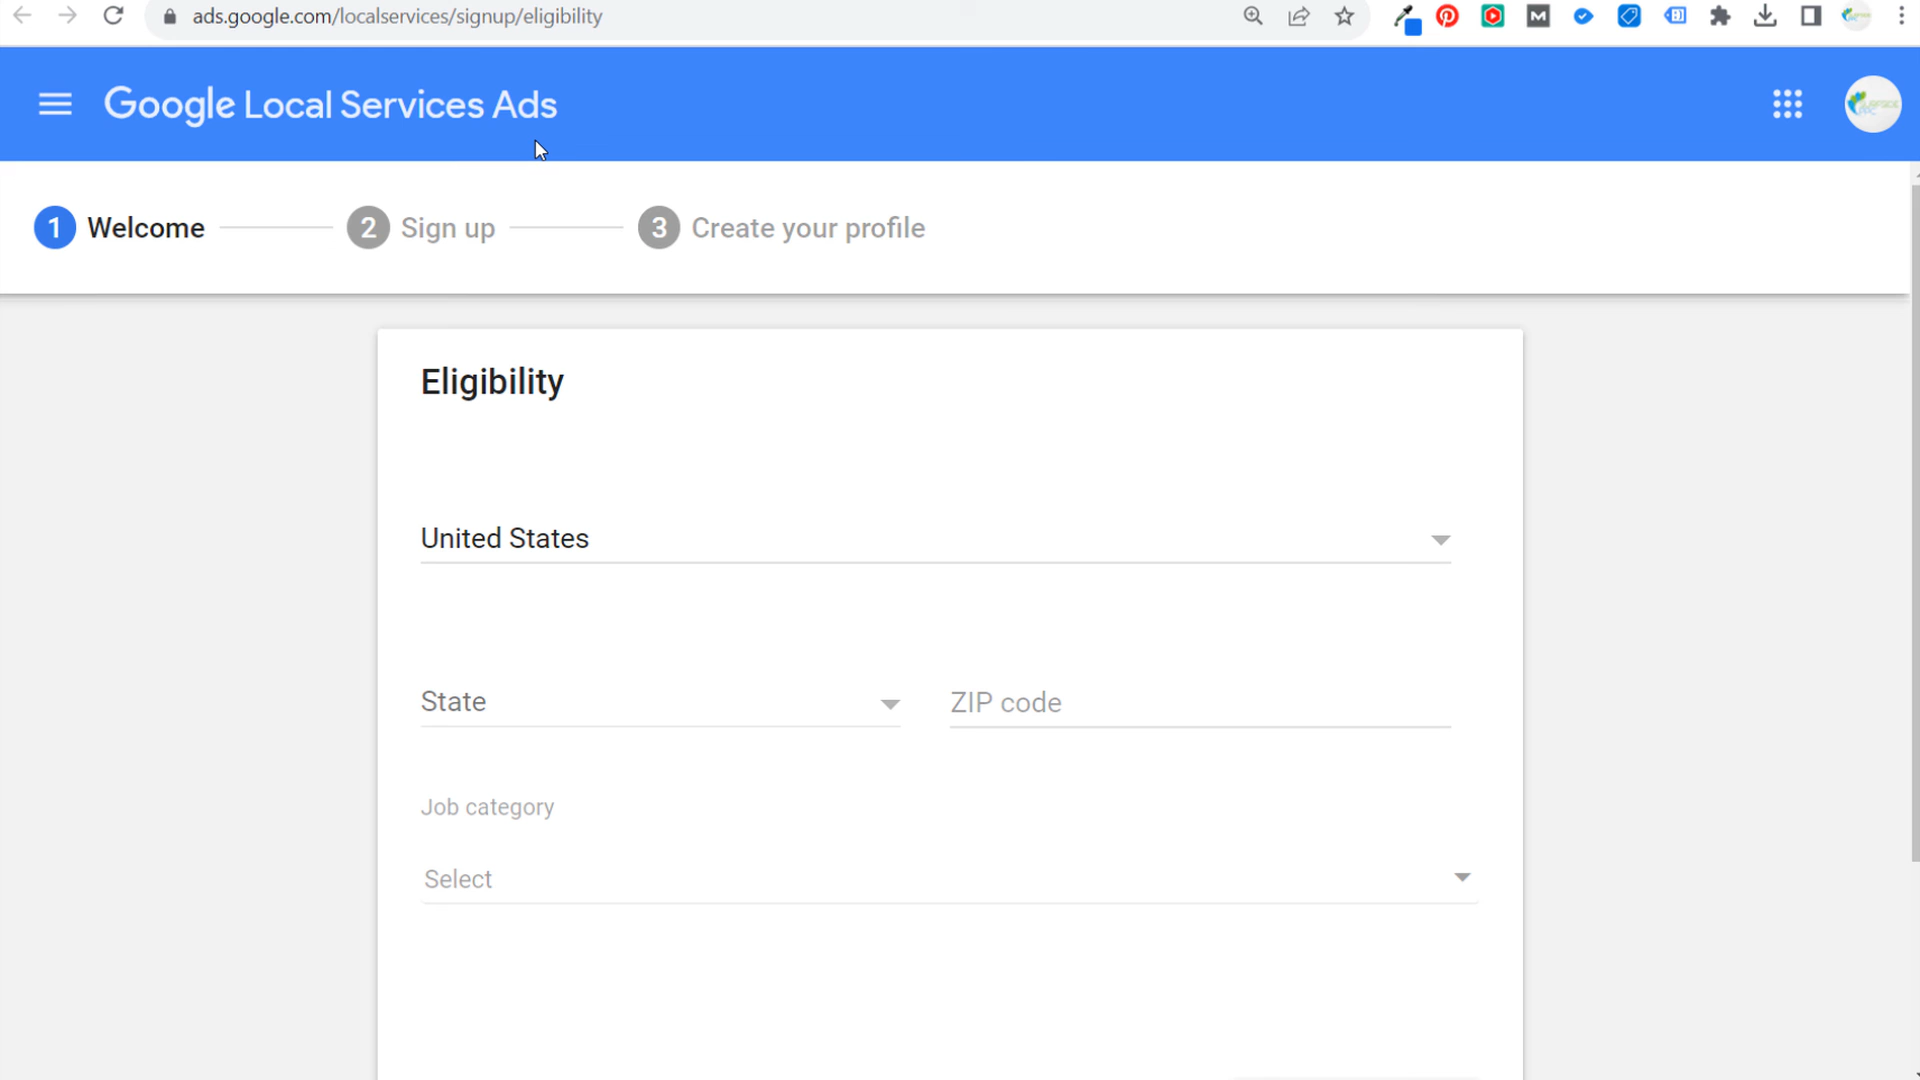 ads.google.com/localservices/signup/eligibility
Google Local Services Ads
1 Welcome 2 Sign up 3 Create your profile
Eligibility
United States
State ZIP code
Job category
Select